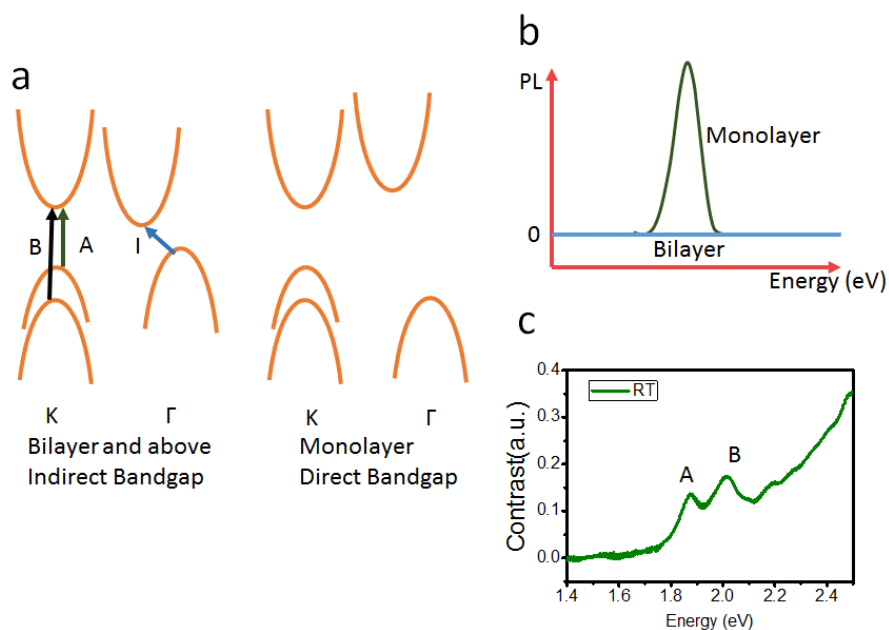 a
B
A
I
K
Γ
Bilayer and above
Indirect Bandgap
K
Γ
Monolayer
Direct Bandgap
b
PL
Monolayer
0
Bilayer
Energy (eV)
c
0.4
RT
0.3
0.2
0.1
0.0
Contrast(a.u.)
A
B
1.4 1.6 1.8 2.0 2.2 2.4
Energy (eV)